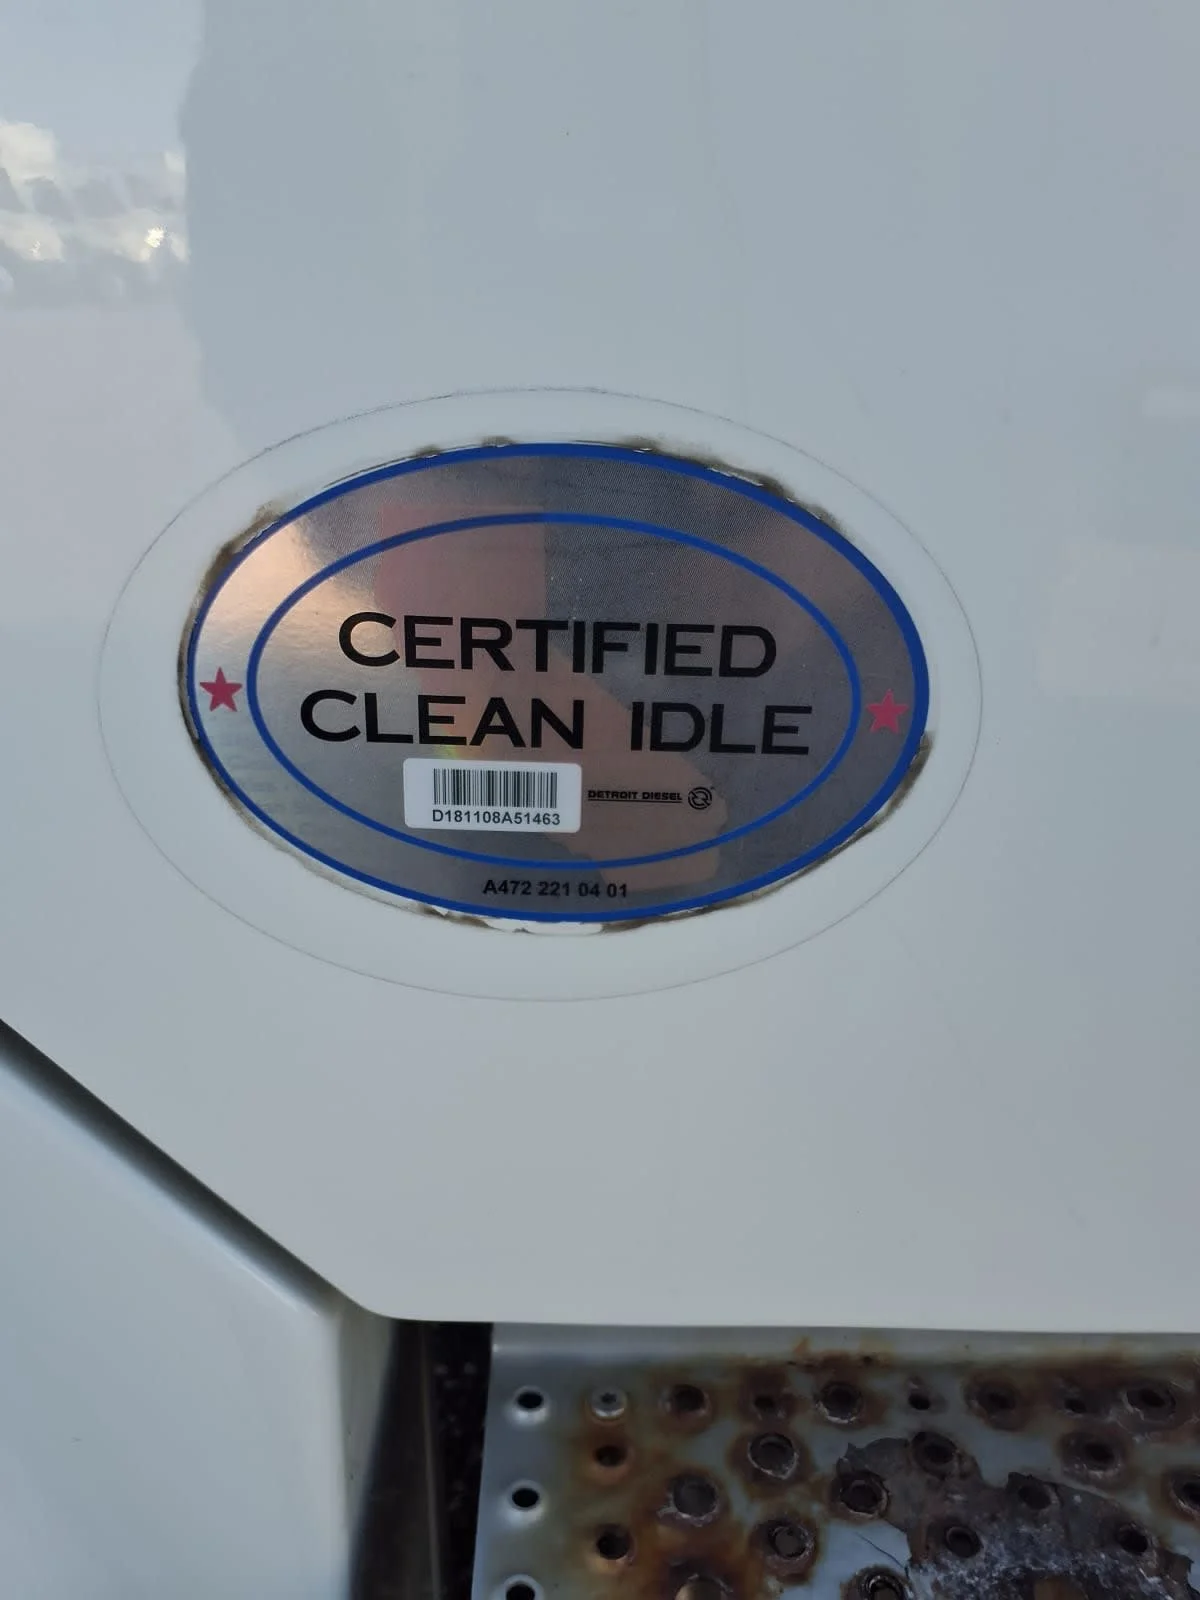 CERTIFIED
CLEAN IDLE
D181108A51463
DETROIT DIESEL
A472 221 04 01